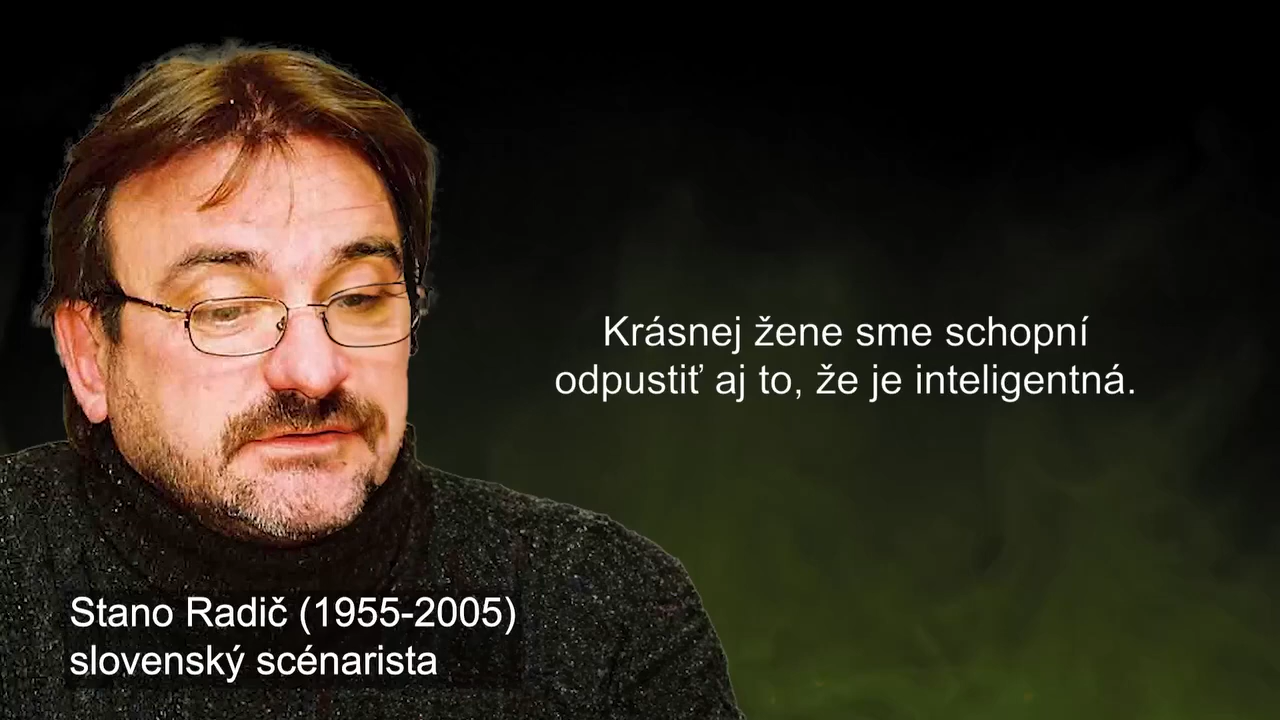 Krásnej žene sme schopní
odpustiť aj to, že je inteligentná.
Stano Radič (1955-2005)
slovenský scénarista